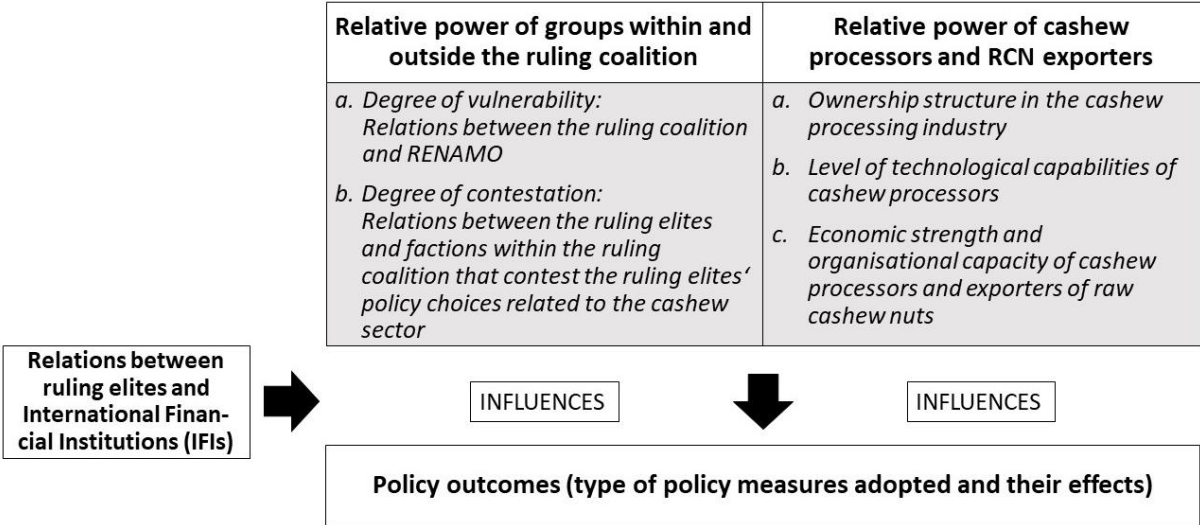 Relative power of groups within and
outside the ruling coalition
Relative power of cashew
processors and RCN exporters
a. Degree of vulnerability:
Relations between the ruling coalition
and RENAMO
b. Degree of contestation:
Relations between the ruling elites
and factions within the ruling
coalition that contest the ruling elites‘
policy choices related to the cashew
sector
a. Ownership structure in the cashew
processing industry
b. Level of technological capabilities of
cashew processors
c. Economic strength and
organisational capacity of cashew
processors and exporters of raw
cashew nuts
Relations between
ruling elites and
International Finan-
cial Institutions (IFIs)
INFLUENCES
INFLUENCES
Policy outcomes (type of policy measures adopted and their effects)